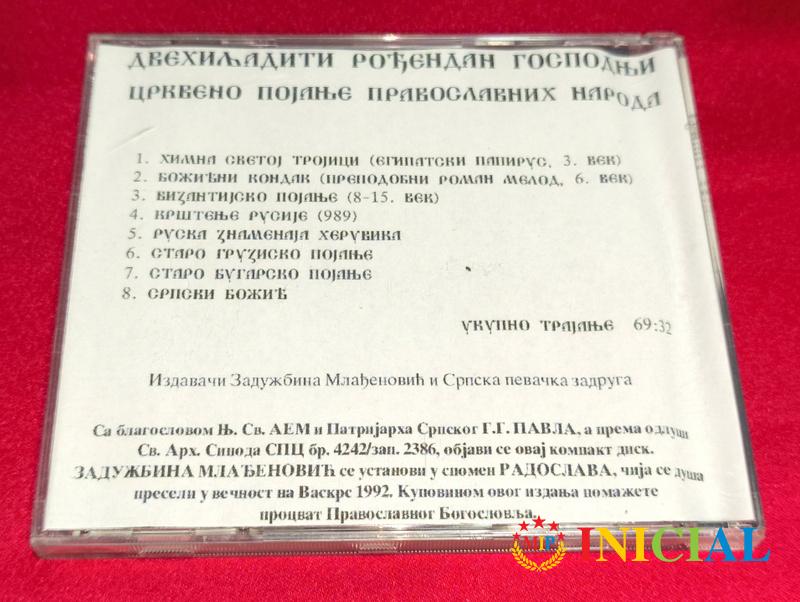 ДВЕХИЉАДИТИ РОЂЕНДАН ГОСПОДЊИ
ЦРКВЕНО ПОЈАЊЕ ПРАВОСЛАВНИХ НАРОДА
1. ХИМНА СВЕТОЈ ТРОЈИЦИ (ЕГИПАТСКИ ПАПИРУС, 3. ВЕК)
2. БОЖИЋНИ КОНДАК (ПРЕПОДОБНИ РОМАН МЕЛОД, 6. ВЕК)
3. ВИЗАНТИЈСКО ПОЈАЊЕ (8-15. ВЕК)
4. КРШТЕЊЕ РУСИЈЕ (989)
5. РУСКА ЗНАМЕНАЈА ХЕРУВИКА
6. СТАРО ГРУЗИСКО ПОЈАЊЕ
7. СТАРО БУГАРСКО ПОЈАЊЕ
8. СРПСКИ БОЖИЋ
УКУПНО ТРАЈАЊЕ 69:32
Издавачи Задужбина Млађеновић и Српска певачка задруга
Са благословом Њ. Св. АЕМ и Патријарха Српског Г.Г. ПАВЛА, а према одлуци
Св. Арх. Синода СПЦ бр. 4242/зап. 2386, објави се овај компакт диск.
ЗАДУЖБИНА МЛАЂЕНОВИЋ се установи у спомен РАДОСЛАВА, чија се душа
пресели у вечност на Васкрс 1992. Куповином овог издања помажете
процват Православног Богословља.
MIP INICIAL